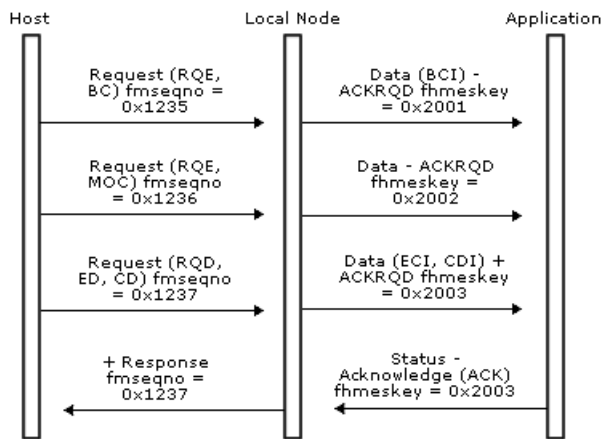 Host
Local Node
Application
Request (RQE,
BC) fmseqno =
0x1235
Data (BCI) -
ACKRQD fhmeskey
= 0x2001
Request (RQE,
MOC) fmseqno
= 0x1236
Data - ACKRQD
fhmeskey =
0x2002
Request (RQD,
ED, CD) fmseqno
= 0x1237
Data (ECI, CDI) +
ACKRQD fhmeskey
= 0x2003
+ Response
fmseqno =
0x1237
Status -
Acknowledge (ACK)
fhmeskey = 0x2003